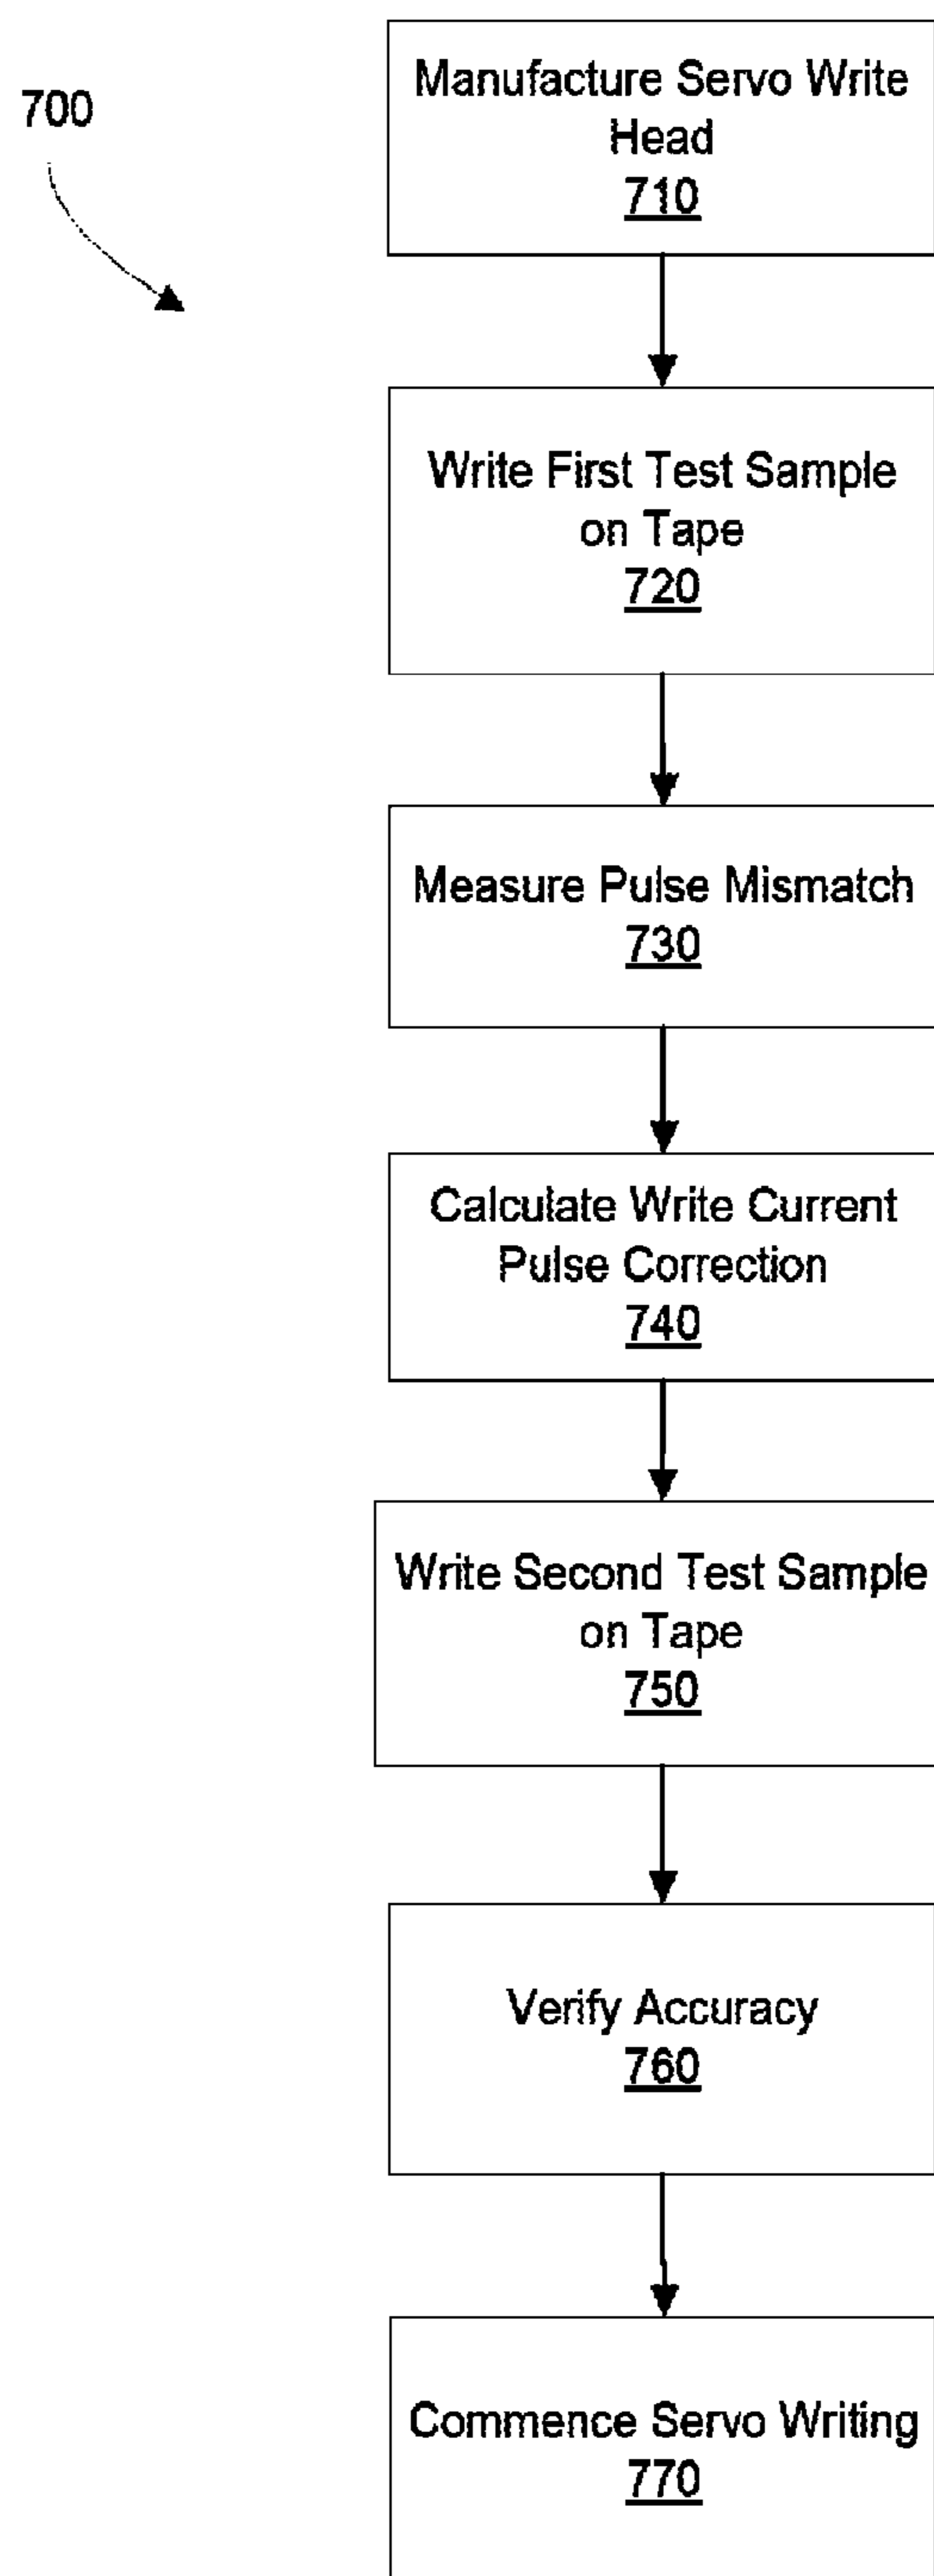 700
Manufacture Servo Write
Head
710
Write First Test Sample
on Tape
720
Measure Pulse Mismatch
730
Calculate Write Current
Pulse Correction
740
Write Second Test Sample
on Tape
750
Verify Accuracy
760
Commence Servo Writing
770